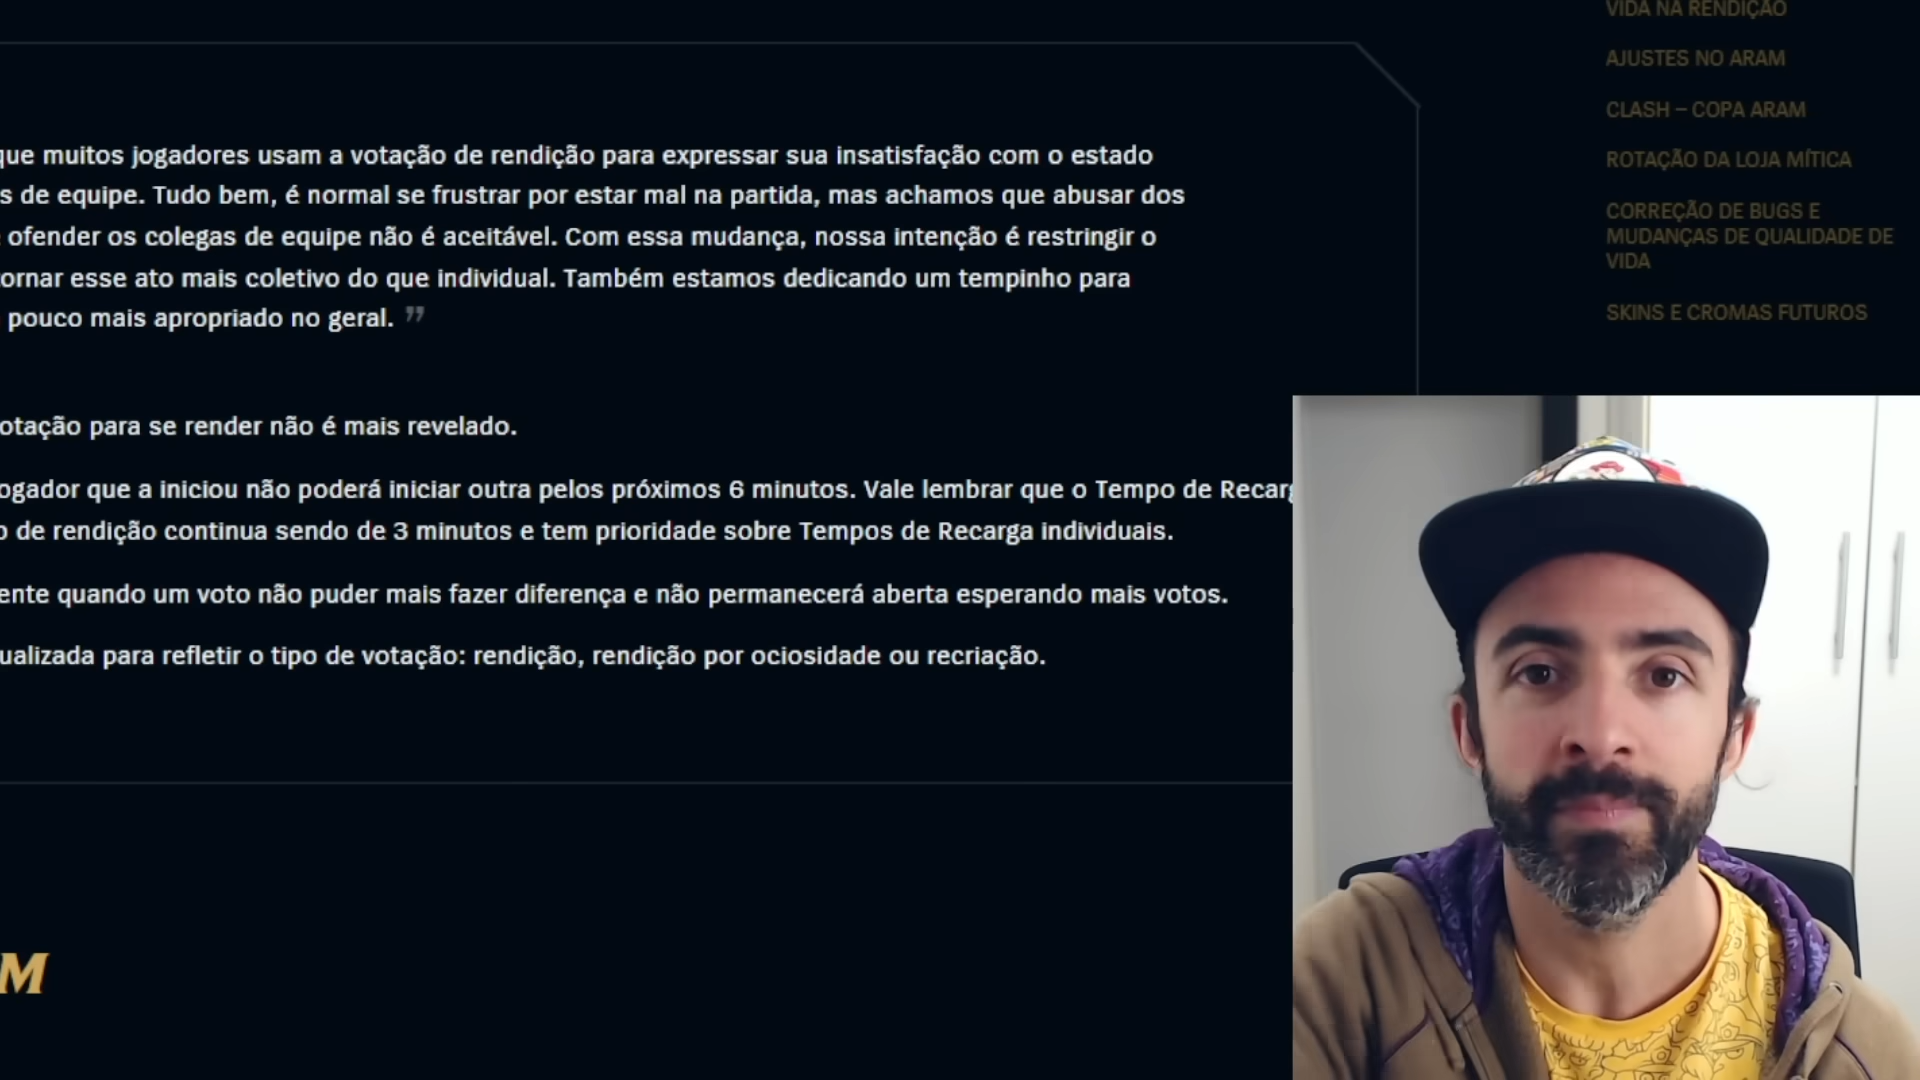 que muitos jogadores usam a votação de rendição para expressar sua insatisfação com o estado
s de equipe. Tudo bem, é normal se frustrar por estar mal na partida, mas achamos que abusar dos
ofender os colegas de equipe não é aceitável. Com essa mudança, nossa intenção é restringir o
ornar esse ato mais coletivo do que individual. Também estamos dedicando um tempinho para
pouco mais apropriado no geral. ”
otação para se render não é mais revelado.
ogador que a iniciou não poderá iniciar outra pelos próximos 6 minutos. Vale lembrar que o Tempo de Recarg
o de rendição continua sendo de 3 minutos e tem prioridade sobre Tempos de Recarga individuais.
ente quando um voto não puder mais fazer diferença e não permanecerá aberta esperando mais votos.
ualizada para refletir o tipo de votação: rendição, rendição por ociosidade ou recriação.
M
VIDA NA RENDIÇÃO
AJUSTES NO ARAM
CLASH – COPA ARAM
ROTAÇÃO DA LOJA MÍTICA
CORREÇÃO DE BUGS E
MUDANÇAS DE QUALIDADE DE
VIDA
SKINS E CROMAS FUTUROS